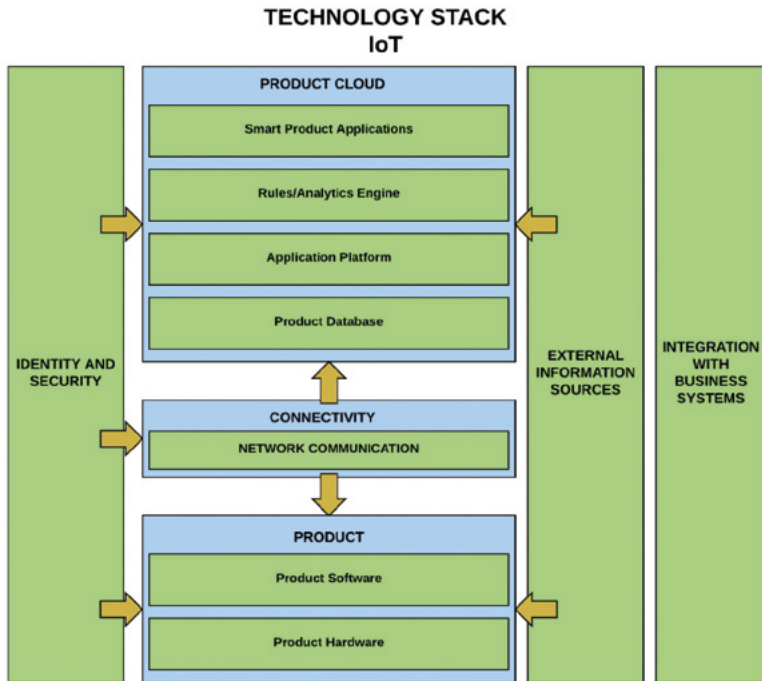 TECHNOLOGY STACK
IoT
PRODUCT CLOUD
Smart Product Applications
Rules/Analytics Engine
Application Platform
Product Database
IDENTITY AND
SECURITY
CONNECTIVITY
NETWORK COMMUNICATION
PRODUCT
Product Software
Product Hardware
EXTERNAL
INFORMATION
SOURCES
INTEGRATION
WITH
BUSINESS
SYSTEMS